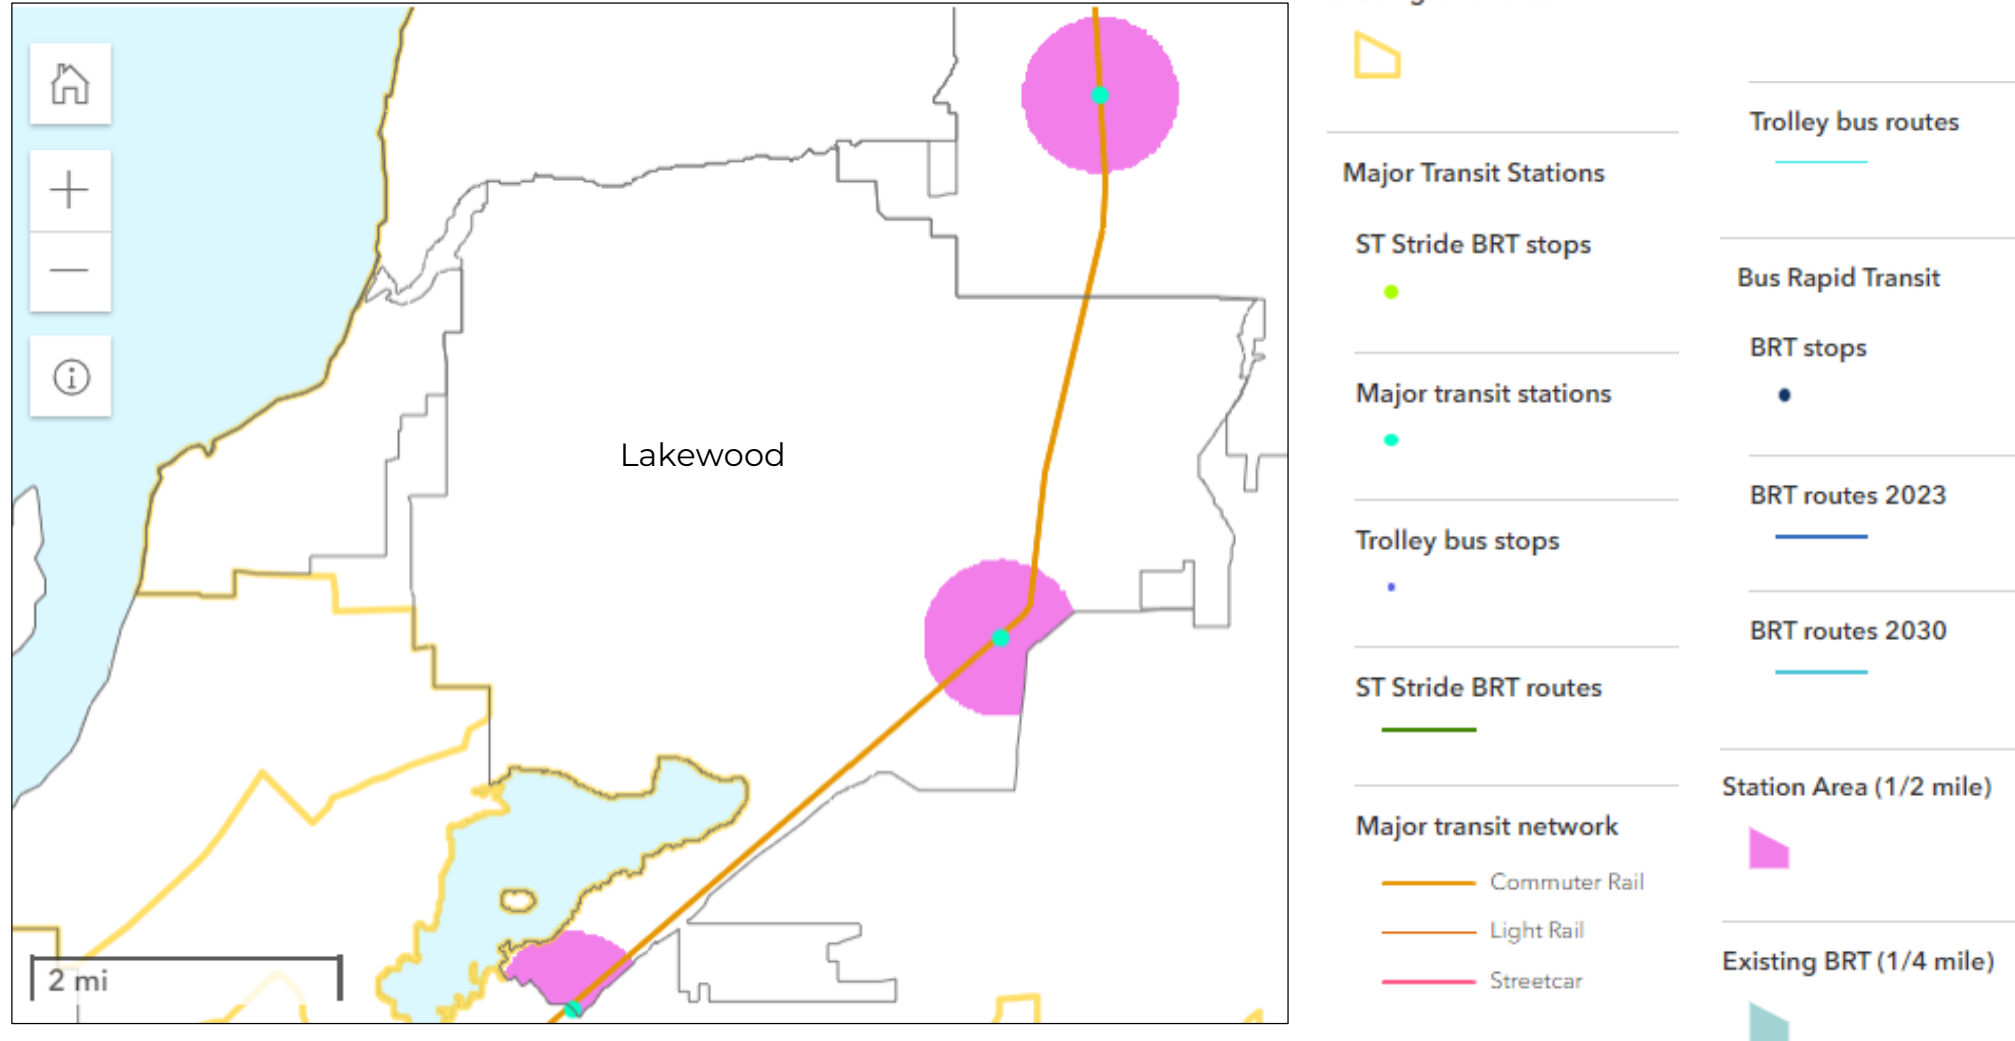 Lakewood
2 mi
Major Transit Stations
ST Stride BRT stops
Major transit stations
Trolley bus stops
ST Stride BRT routes
Major transit network
Commuter Rail
Light Rail
Streetcar
Trolley bus routes
Bus Rapid Transit
BRT stops
BRT routes 2023
BRT routes 2030
Station Area (1/2 mile)
Existing BRT (1/4 mile)